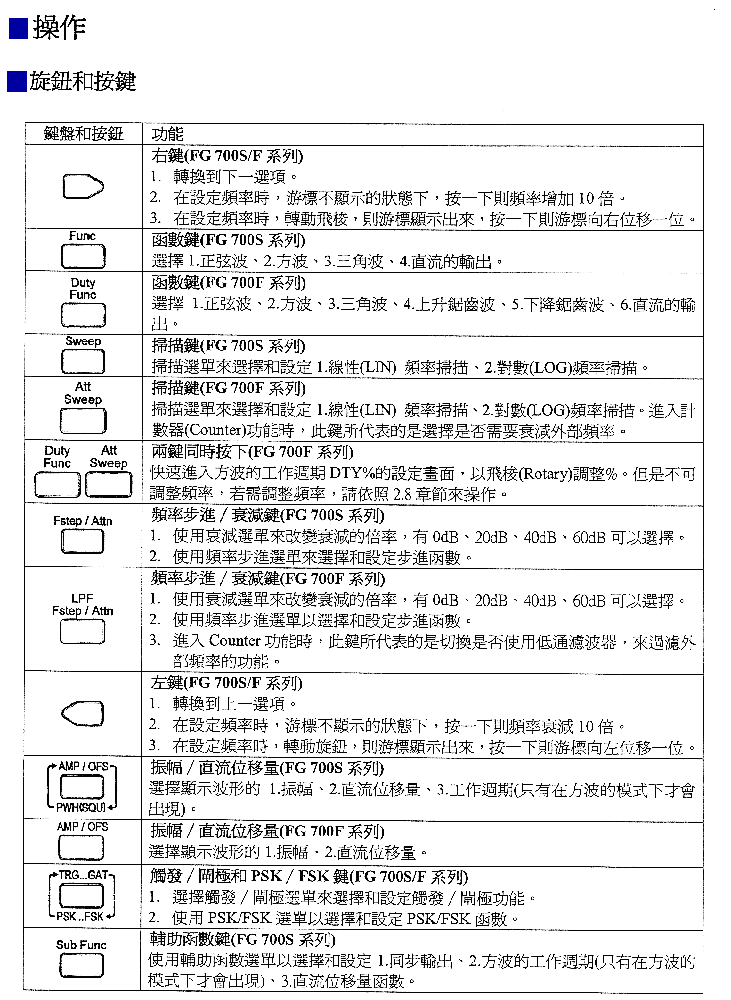 操作
旋鈕和按鍵
鍵盤和按鈕 功能
右鍵(FG 700S/F 系列)
1. 轉換到下一選項。
2. 在設定頻率時，游標不顯示的狀態下，按一下則頻率增加 10 倍。
3. 在設定頻率時，轉動飛梭，則游標顯示出來，按一下則游標向右位移一位。
Func
函數鍵(FG 700S 系列)
選擇 1.正弦波、2.方波、3.三角波、4.直流的輸出。
Duty
Func
函數鍵(FG 700F 系列)
選擇 1.正弦波、2.方波、3.三角波、4.上升鋸齒波、5.下降鋸齒波、6.直流的輸
出。
Sweep
掃描鍵(FG 700S 系列)
掃描選單來選擇和設定 1.線性(LIN) 頻率掃描、2.對數(LOG)頻率掃描。
Att
Sweep
掃描鍵(FG 700F 系列)
掃描選單來選擇和設定 1.線性(LIN) 頻率掃描、2.對數(LOG)頻率掃描。進入計
數器(Counter)功能時，此鍵所代表的是選擇是否需要衰減外部頻率。
Duty Att
Func Sweep
兩鍵同時按下(FG 700F 系列)
快速進入方波的工作週期 DTY%的設定畫面，以飛梭(Rotary)調整%。但是不可
調整頻率，若需調整頻率，請依照 2.8 章節來操作。
Fstep / Attn
頻率步進／衰減鍵(FG 700S 系列)
1. 使用衰減選單來改變衰減的倍率，有 0dB、20dB、40dB、60dB 可以選擇。
2. 使用頻率步進選單來選擇和設定步進函數。
LPF
Fstep / Attn
頻率步進／衰減鍵(FG 700F 系列)
1. 使用衰減選單來改變衰減的倍率，有 0dB、20dB、40dB、60dB 可以選擇。
2. 使用頻率步進選單以選擇和設定步進函數。
3. 進入 Counter 功能時，此鍵所代表的是切換是否使用低通濾波器，來過濾外
部頻率的功能。
左鍵(FG 700S/F 系列)
1. 轉換到上一選項。
2. 在設定頻率時，游標不顯示的狀態下，按一下則頻率衰減 10 倍。
3. 在設定頻率時，轉動旋鈕，則游標顯示出來，按一下則游標向左位移一位。
AMP / OFS
PWH(SQU)
振幅／直流位移量(FG 700S 系列)
選擇顯示波形的 1.振幅、2.直流位移量、3.工作週期(只有在方波的模式下才會
出現)。
AMP / OFS
振幅／直流位移量(FG 700F 系列)
選擇顯示波形的 1.振幅、2.直流位移量。
TRG...GAT
PSK...FSK
觸發／閘極和 PSK／FSK 鍵(FG 700S/F 系列)
1. 選擇觸發／閘極選單來選擇和設定觸發／閘極功能。
2. 使用 PSK/FSK 選單以選擇和設定 PSK/FSK 函數。
Sub Func
輔助函數鍵(FG 700S 系列)
使用輔助函數選單以選擇和設定 1.同步輸出、2.方波的工作週期(只有在方波的
模式下才會出現)、3.直流位移量函數。